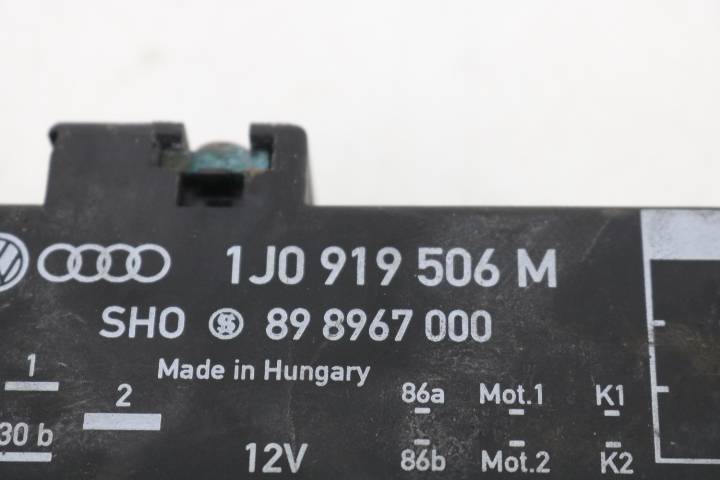 1J0 919 506 M
SHO 89 8967 000
Made in Hungary
1 2 86a Mot.1 K1
30 b 12V 86b Mot.2 K2